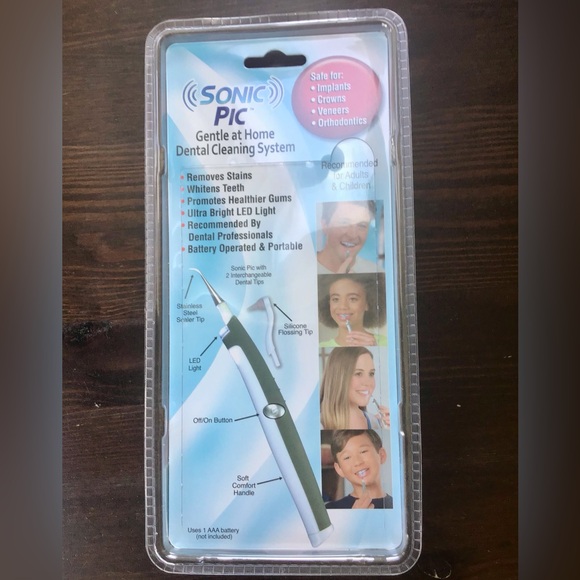 SONIC
PIC™
Gentle at Home
Dental Cleaning System
Safe for:
• Implants
• Crowns
• Veneers
• Orthodontics
Recommended
for Adults
& Children
• Removes Stains
• Whitens Teeth
• Promotes Healthier Gums
• Ultra Bright LED Light
• Recommended By
Dental Professionals
• Battery Operated & Portable
Sonic Pic with
2 Interchangeable
Dental Tips
Stainless
Steel
Scaler Tip
Silicone
Flossing Tip
LED
Light
Off/On Button
Soft
Comfort
Handle
Uses 1 AAA battery
(not included)